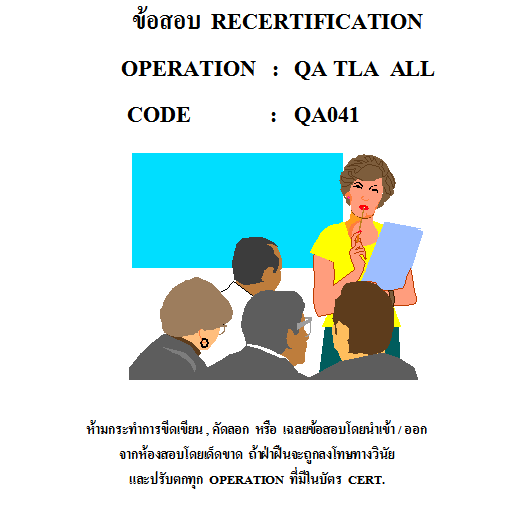 ข้อสอบ RECERTIFICATION
OPERATION : QA TLA ALL
CODE : QA041
ห้ามกระทำการขีดเขียน , คัดลอก หรือ เฉลยข้อสอบโดยนำเข้า / ออก
จากห้องสอบโดยเด็ดขาด ถ้าฝ่าฝืนจะถูกลงโทษทางวินัย
และปรับตกทุก OPERATION ที่มีในบัตร CERT.